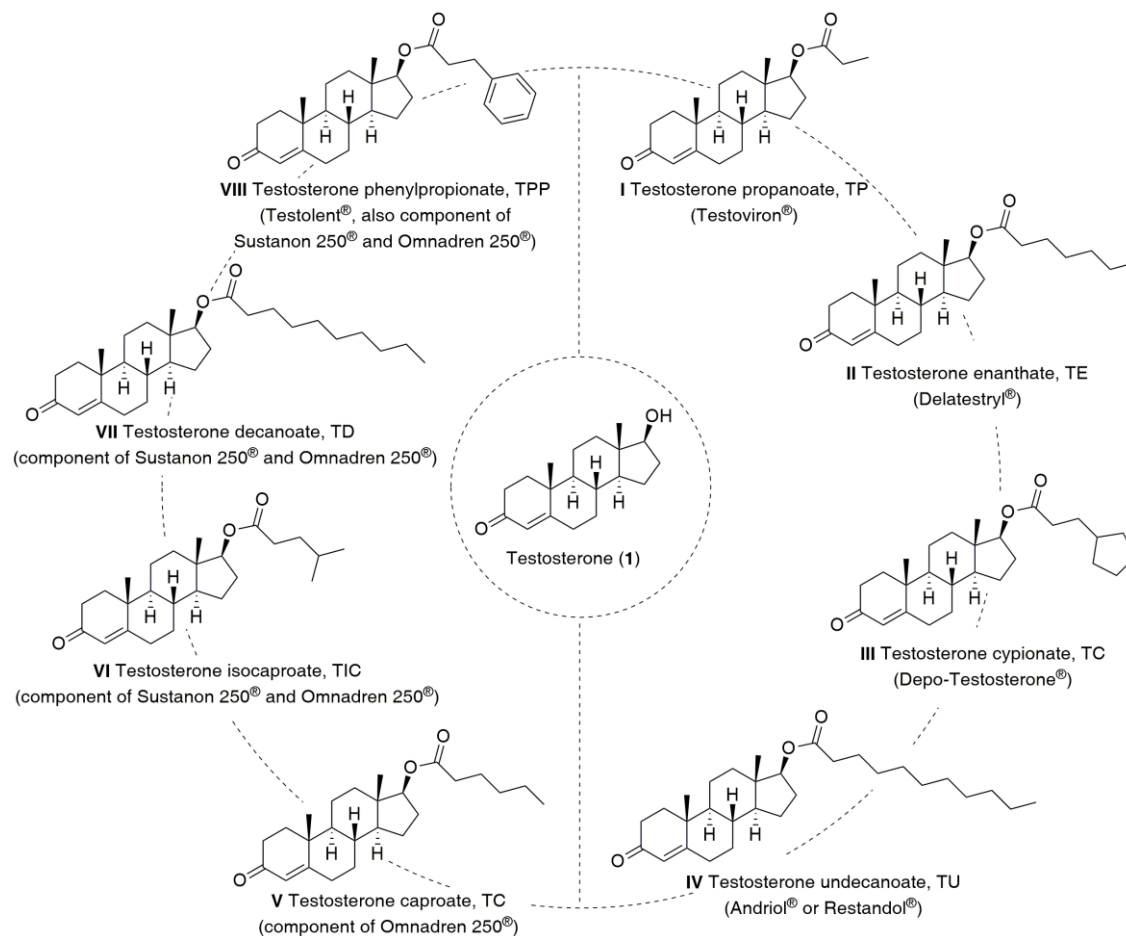 O
O
O
H
H
H
VIII Testosterone phenylpropionate, TPP
(Testolent®, also component of
Sustanon 250® and Omnadren 250®)
O
O
O
H
H
H
I Testosterone propanoate, TP
(Testoviron®)
O
O
O
H
H
H
II Testosterone enanthate, TE
(Delatestryl®)
O
O
O
H
H
H
III Testosterone cypionate, TC
(Depo-Testosterone®)
O
O
O
H
H
H
IV Testosterone undecanoate, TU
(Andriol® or Restandol®)
O
O
O
H
H
H
V Testosterone caproate, TC
(component of Omnadren 250®)
O
O
O
H
H
H
VI Testosterone isocaproate, TIC
(component of Sustanon 250® and Omnadren 250®)
O
O
O
H
H
H
VII Testosterone decanoate, TD
(component of Sustanon 250® and Omnadren 250®)
OH
O
H
H
H
Testosterone (1)